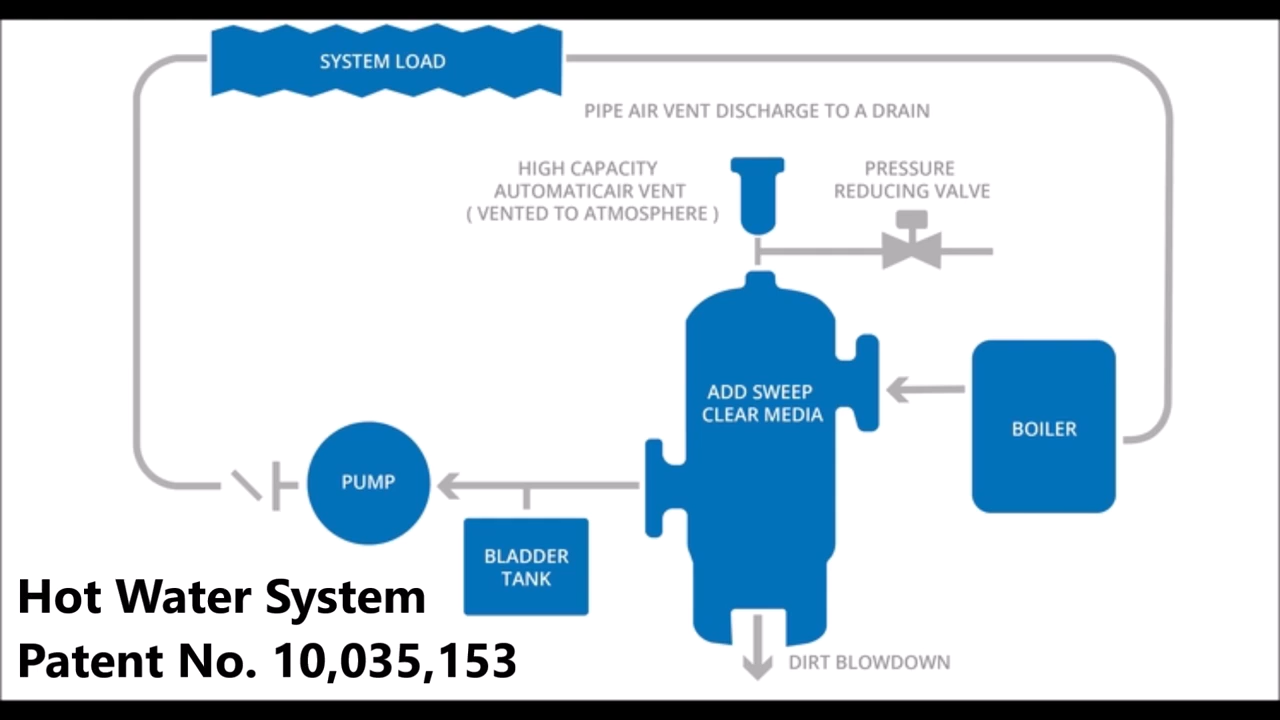 SYSTEM LOAD
PIPE AIR VENT DISCHARGE TO A DRAIN
HIGH CAPACITY
AUTOMATICAIR VENT
( VENTED TO ATMOSPHERE )
PRESSURE
REDUCING VALVE
ADD SWEEP
CLEAR MEDIA
BOILER
PUMP
BLADDER
TANK
Hot Water System
Patent No. 10,035,153
DIRT BLOWDOWN